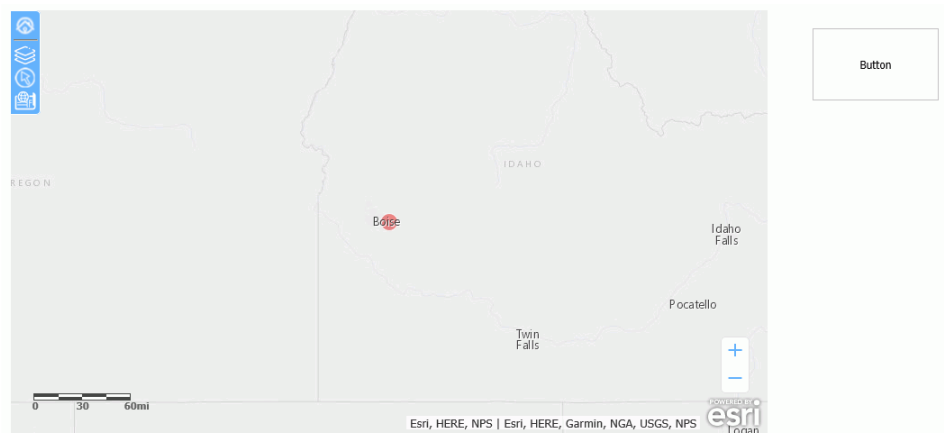 Button
IDAHO
REGON
Boise
Idaho
Falls
Pocatello
Twin
Falls
0 30 60mi
POWERED BY
esri
Esri, HERE, NPS | Esri, HERE, Garmin, NGA, USGS, NPS
Logan